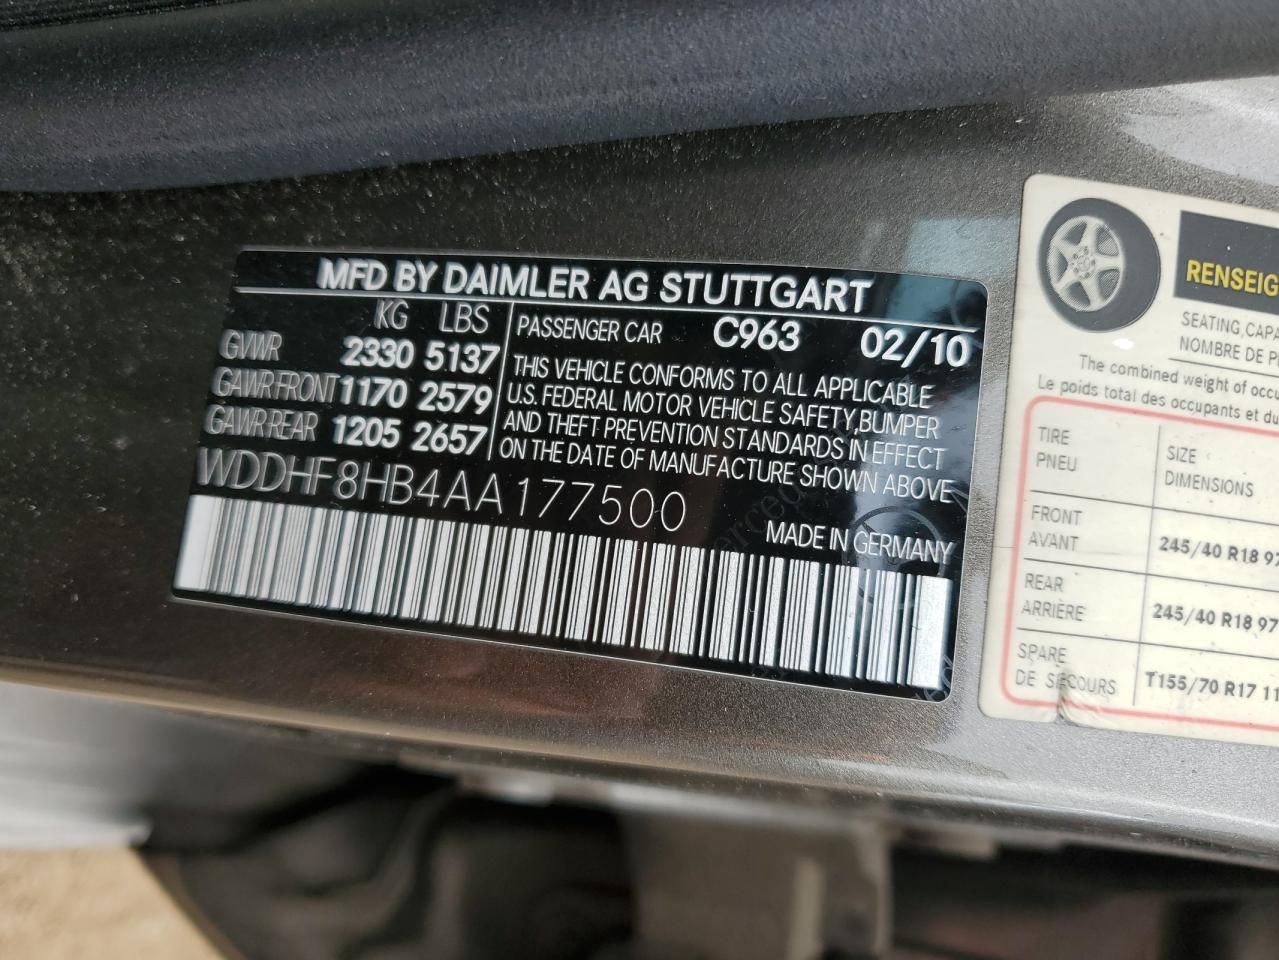 MFD BY DAIMLER AG STUTTGART
KG LBS
GVWR 2330 5137
GAWR FRONT 1170 2579
GAWR REAR 1205 2657
PASSENGER CAR C963 02/10
THIS VEHICLE CONFORMS TO ALL APPLICABLE
U.S. FEDERAL MOTOR VEHICLE SAFETY, BUMPER
AND THEFT PREVENTION STANDARDS IN EFFECT
ON THE DATE OF MANUFACTURE SHOWN ABOVE
WDDHF8HB4AA177500
MADE IN GERMANY
RENSEIG
SEATING CAPA
NOMBRE DE P
The combined weight of occu
Le poids total des occupants et du
TIRE SIZE
PNEU DIMENSIONS
FRONT
AVANT 245/40 R18 97
REAR
ARRIÈRE 245/40 R18 97
SPARE
DE SECOURS T155/70 R17 11